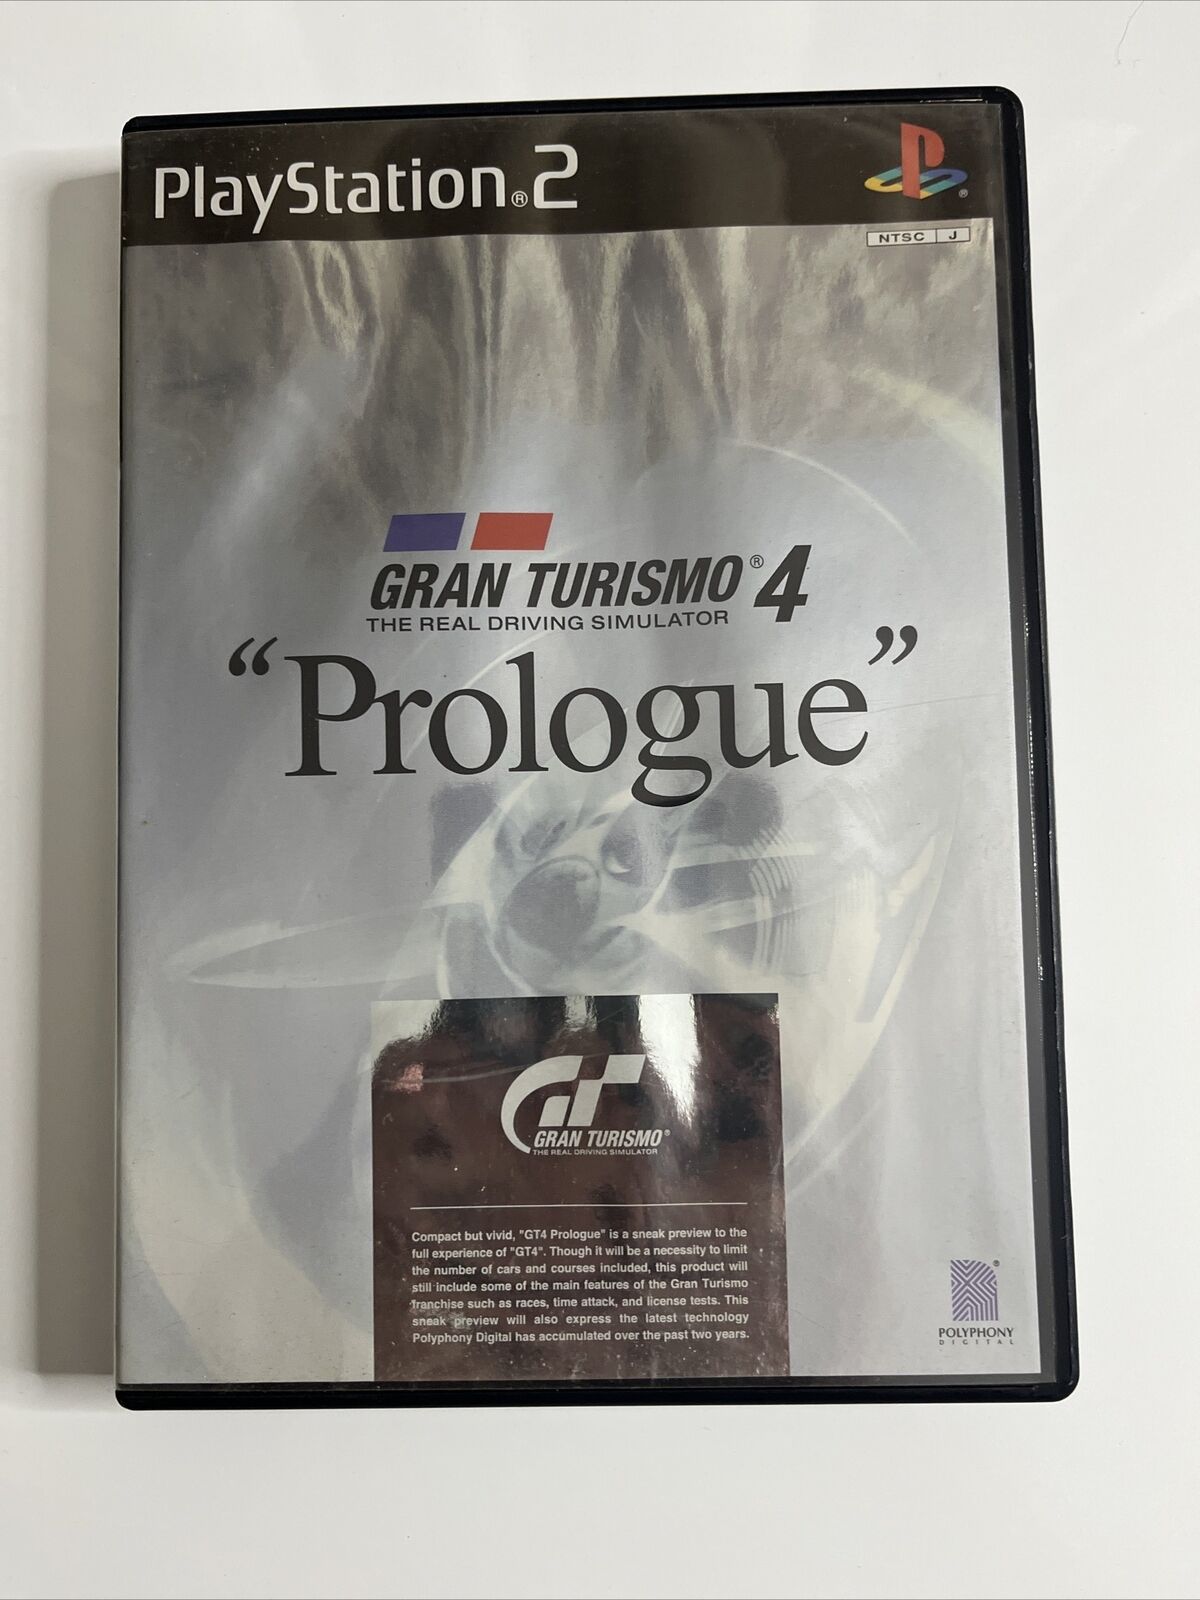 PlayStation®2
P®
NTSC J
GRAN TURISMO®4
THE REAL DRIVING SIMULATOR
“Prologue”
GT
GRAN TURISMO®
THE REAL DRIVING SIMULATOR
Compact but vivid, "GT4 Prologue" is a sneak preview to the
full experience of "GT4". Though it will be a necessity to limit
the number of cars and courses included, this product will
still include some of the main features of the Gran Turismo
franchise such as races, time attack, and license tests. This
sneak preview will also express the latest technology
Polyphony Digital has accumulated over the past two years.
®
POLYPHONY
DIGITAL